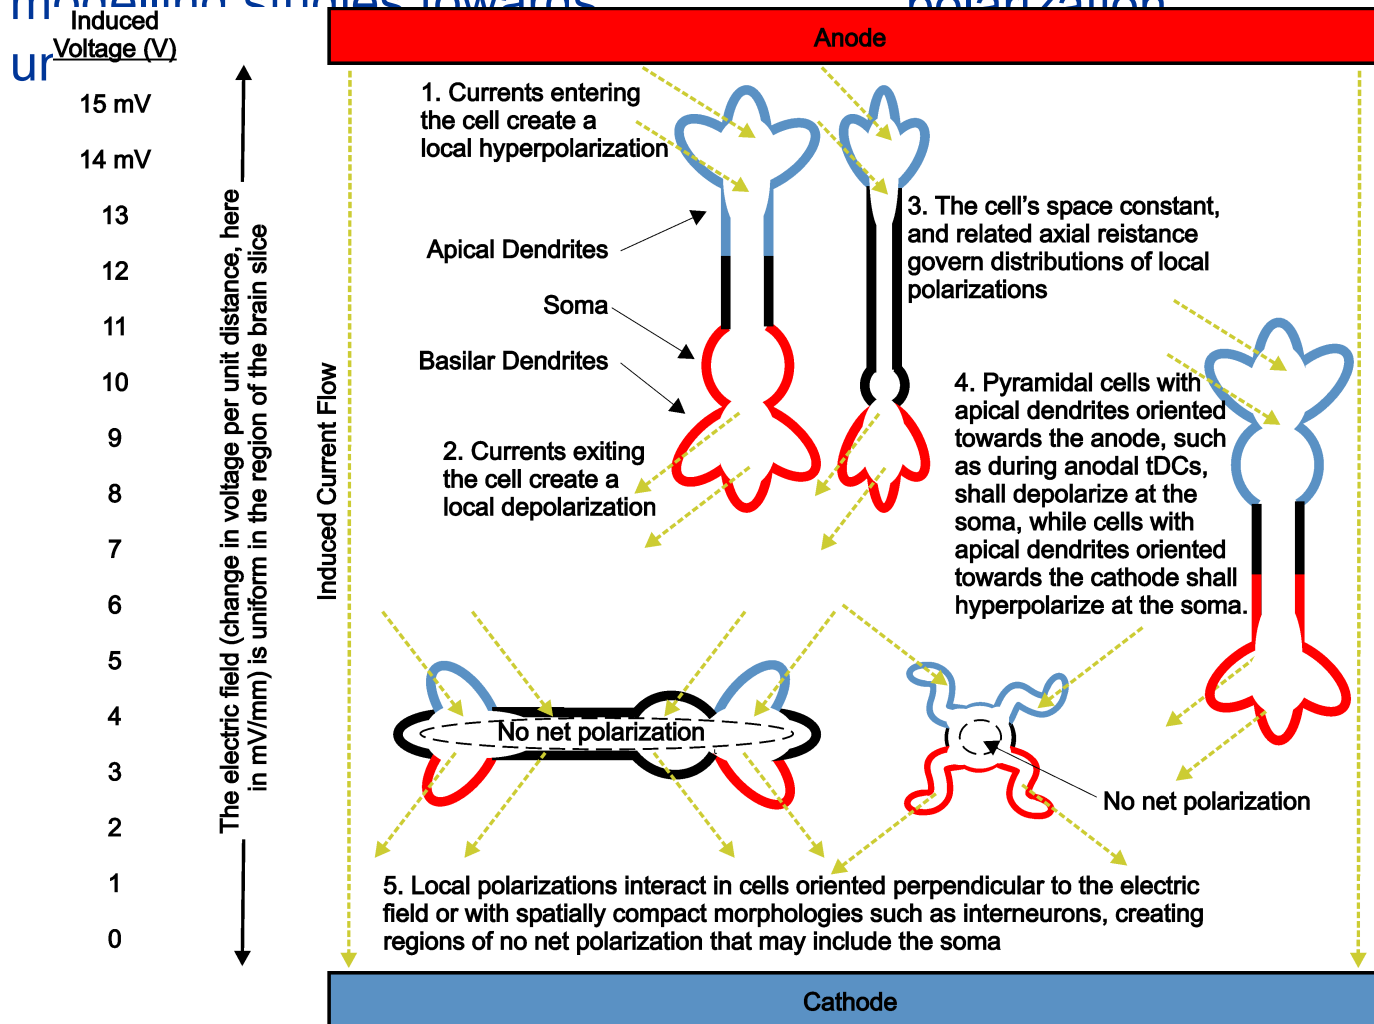 modelling studies towards
polarization
ur
Induced
Voltage (V)
15 mV
14 mV
13
12
11
10
9
8
7
6
5
4
3
2
1
0
The electric field (change in voltage per unit distance, here
in mV/mm) is uniform in the region of the brain slice
Induced Current Flow
Anode
1. Currents entering
the cell create a
local hyperpolarization
Apical Dendrites
Soma
Basilar Dendrites
2. Currents exiting
the cell create a
local depolarization
3. The cell’s space constant,
and related axial reistance
govern distributions of local
polarizations
4. Pyramidal cells with
apical dendrites oriented
towards the anode, such
as during anodal tDCs,
shall depolarize at the
soma, while cells with
apical dendrites oriented
towards the cathode shall
hyperpolarize at the soma.
No net polarization
No net polarization
5. Local polarizations interact in cells oriented perpendicular to the electric
field or with spatially compact morphologies such as interneurons, creating
regions of no net polarization that may include the soma
Cathode